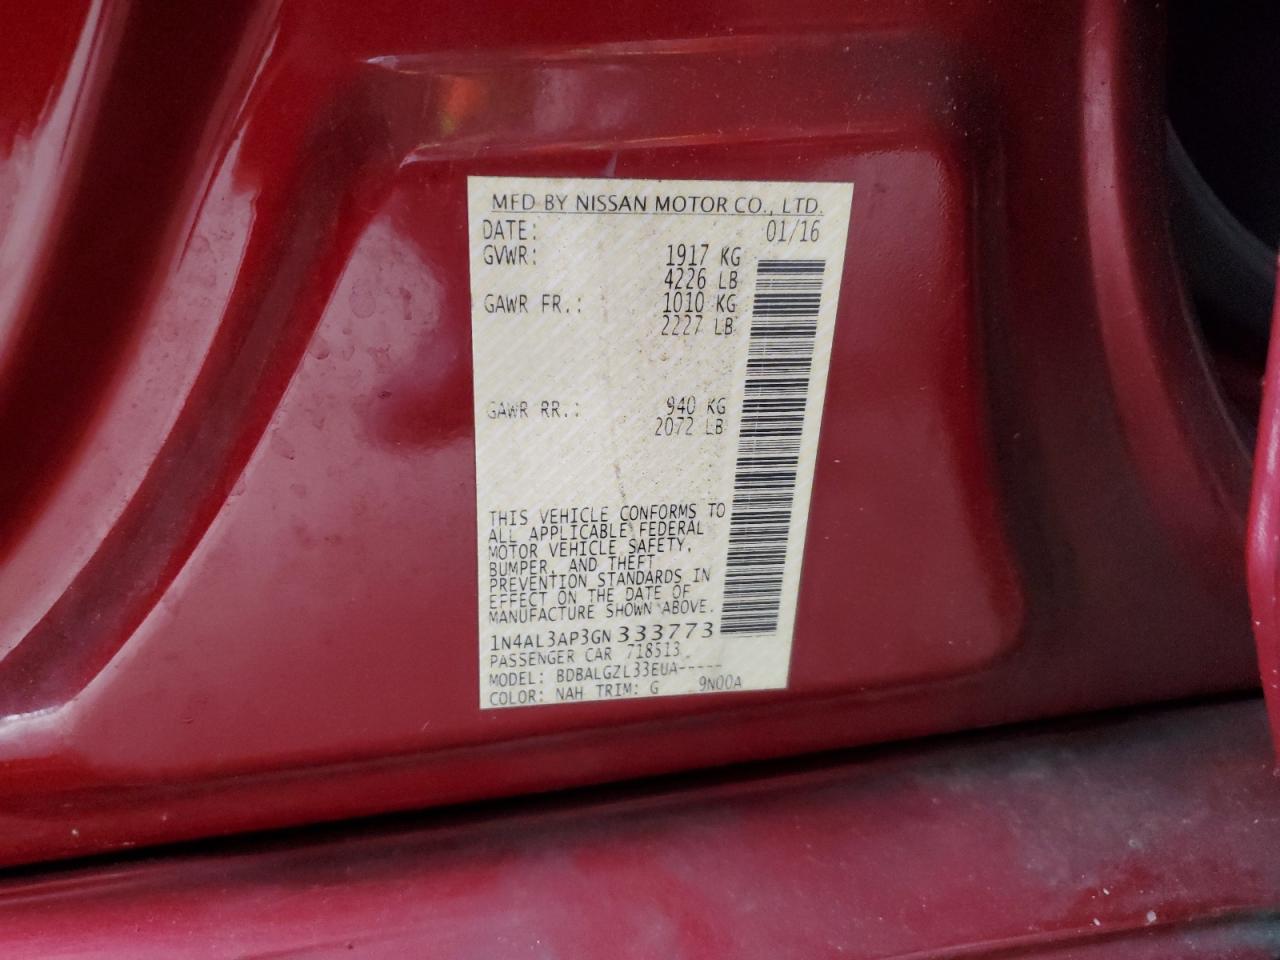 MFD BY NISSAN MOTOR CO., LTD.
DATE: 01/16
GVWR: 1917 KG
4226 LB
GAWR FR.: 1010 KG
2227 LB
GAWR RR.: 940 KG
2072 LB
THIS VEHICLE CONFORMS TO
ALL APPLICABLE FEDERAL
MOTOR VEHICLE SAFETY,
BUMPER, AND THEFT
PREVENTION STANDARDS IN
EFFECT ON THE DATE OF
MANUFACTURE SHOWN ABOVE.
1N4AL3AP3GN333773
PASSENGER CAR 718513
MODEL: BDBALGZL33EUA-----
COLOR: NAH TRIM: G 9N00A